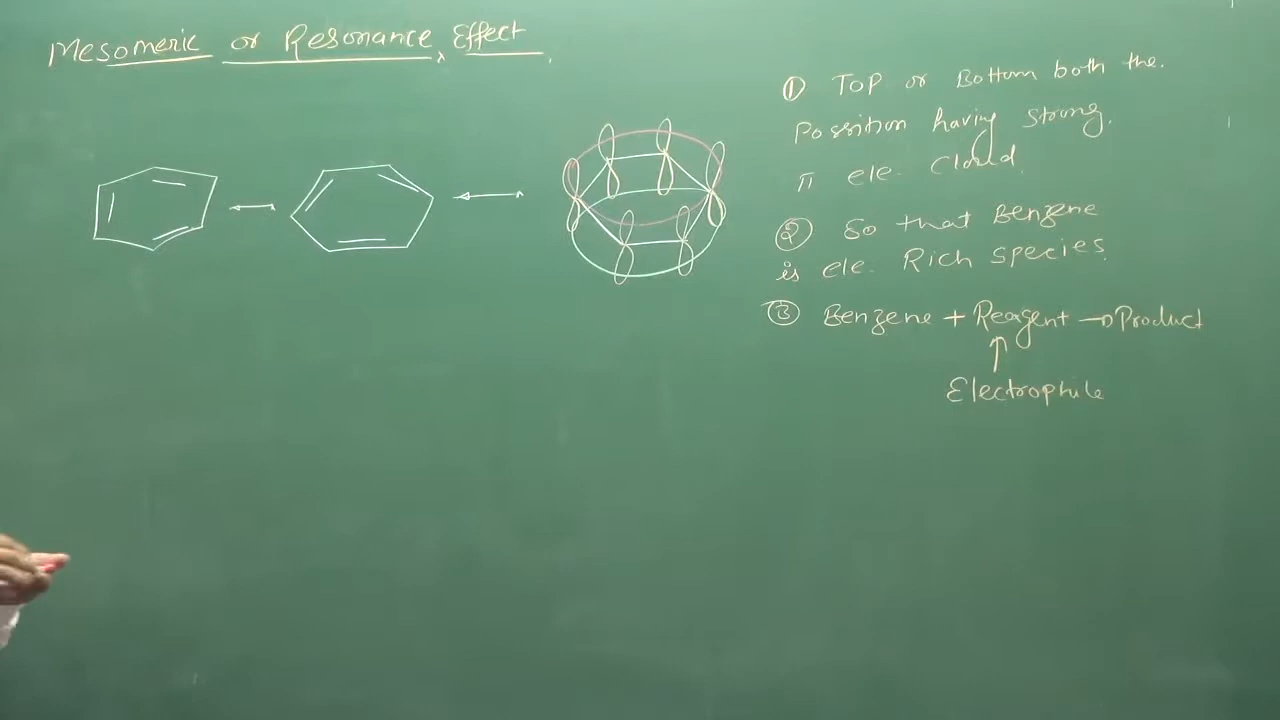 Mesomeric or Resonance Effect
① Top or Bottom both the.
Possition having strong.
π ele. Cloud.
② So that Benzene
is ele. Rich species.
③ Benzene + Reagent → Product
↑
Electrophile